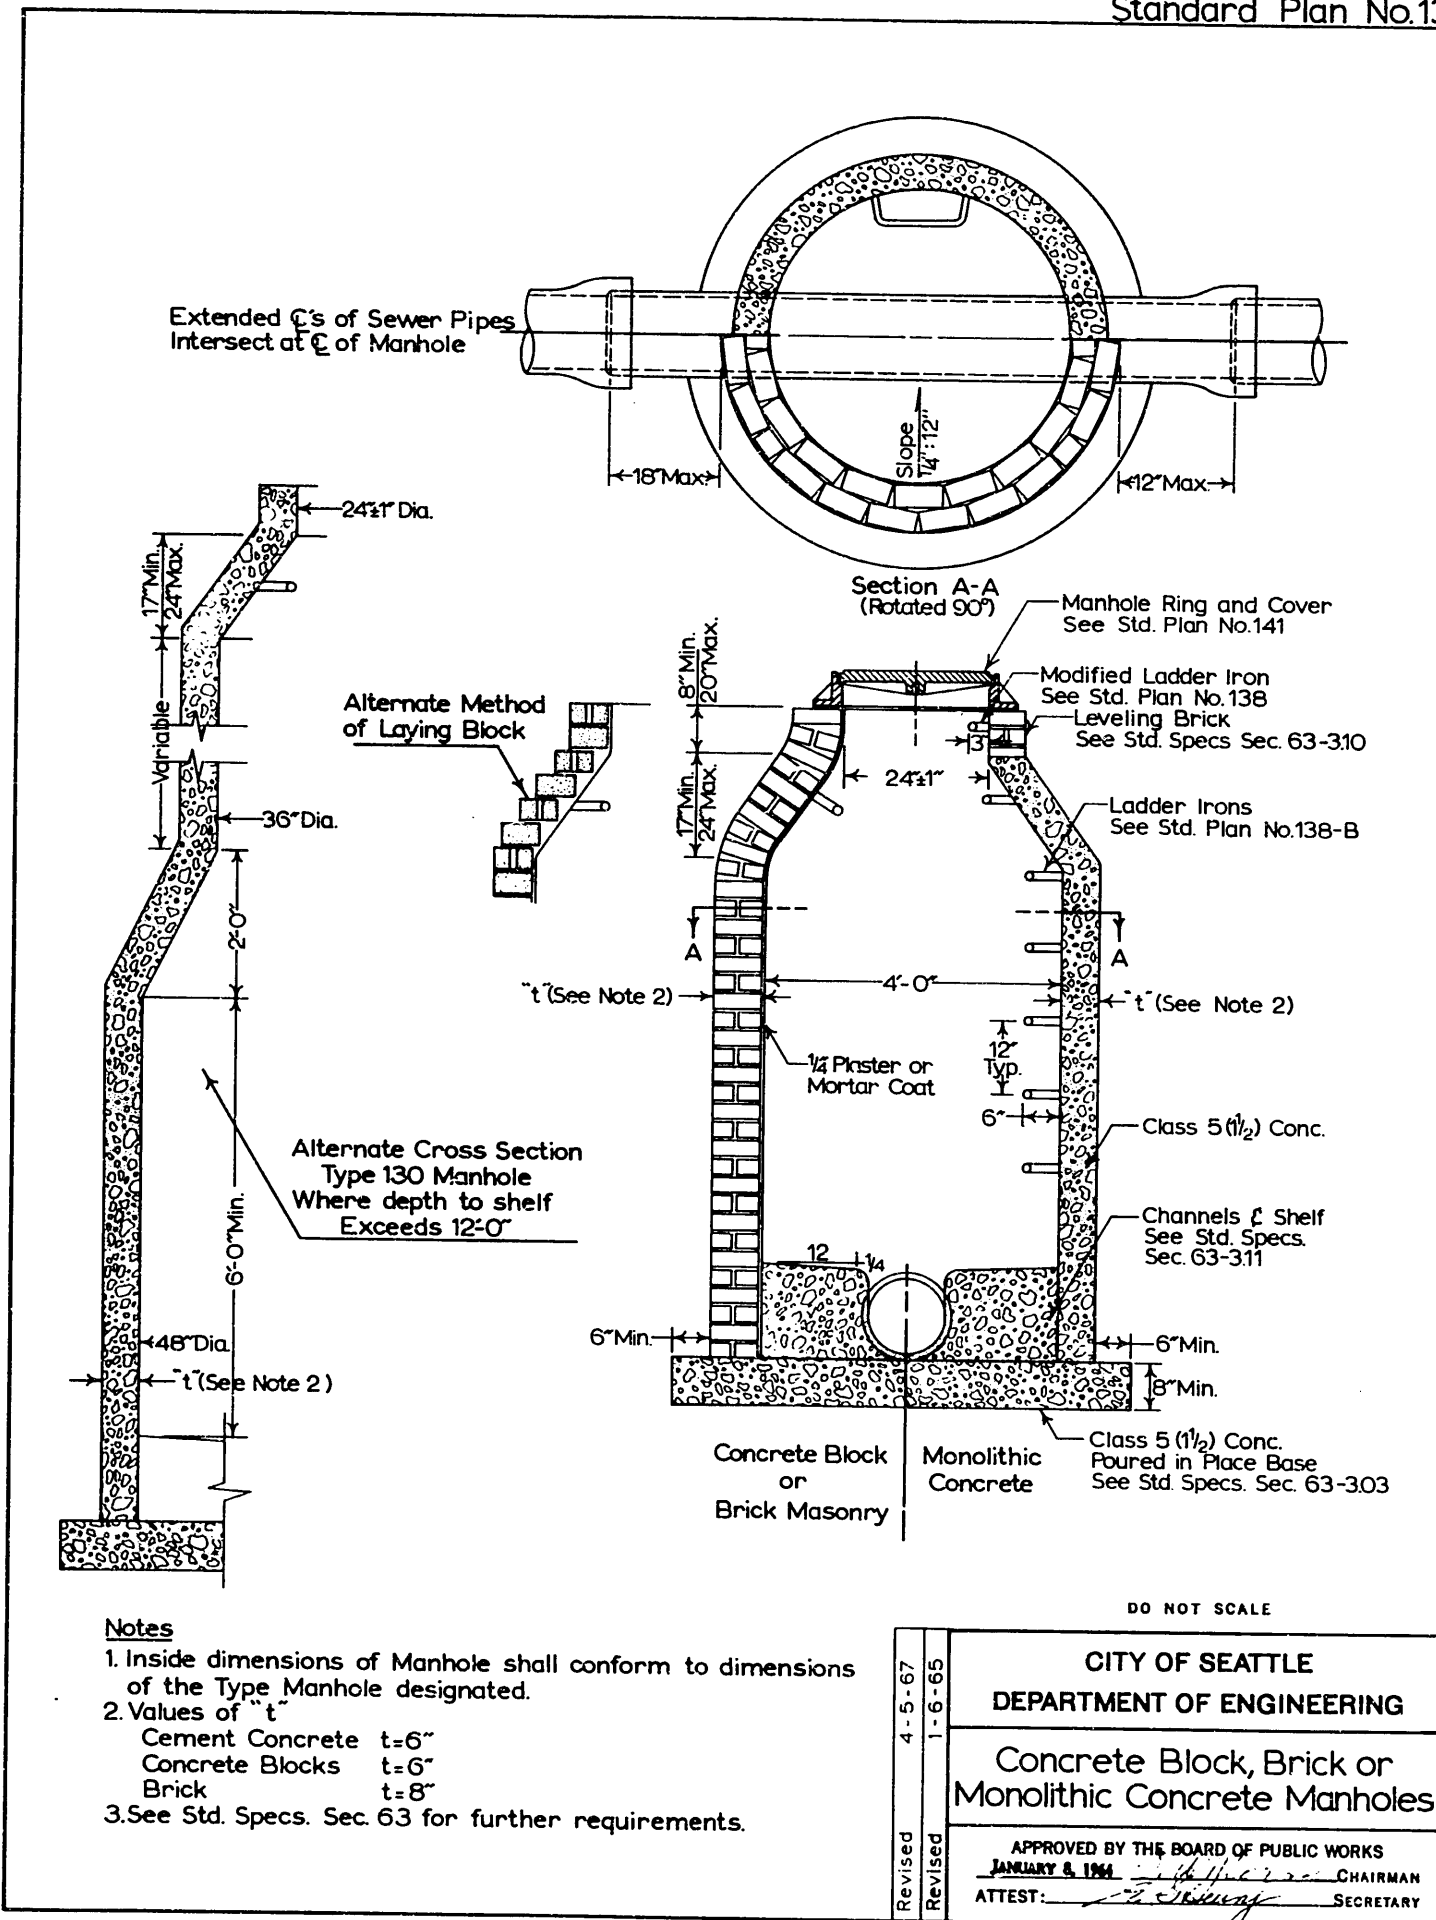 Standard Plan No.13
Extended ℄'s of Sewer Pipes
Intersect at ℄ of Manhole
Slope
1/4":12"
18"Max.
12"Max.
Section A-A
(Rotated 90°)
24"±1" Dia.
17"Min.
24"Max.
Variable
36"Dia.
2'-0"
6'-0"Min.
48"Dia.
"t"(See Note 2)
Alternate Cross Section
Type 130 Manhole
Where depth to shelf
Exceeds 12'-0"
Alternate Method
of Laying Block
8"Min.
20"Max.
17"Min.
24"Max.
Manhole Ring and Cover
See Std. Plan No.141
Modified Ladder Iron
See Std. Plan No.138
Leveling Brick
See Std. Specs Sec. 63-3.10
3"
24"±1"
Ladder Irons
See Std. Plan No.138-B
A
A
4'-0"
"t"(See Note 2)
"t"(See Note 2)
1/4" Plaster or
Mortar Coat
12"
Typ.
6"
Class 5(1½) Conc.
Channels & Shelf
See Std. Specs.
Sec. 63-3.11
12
1/4
6"Min.
6"Min.
8"Min.
Class 5 (1½) Conc.
Poured in Place Base
See Std. Specs. Sec. 63-3.03
Concrete Block
or
Brick Masonry
Monolithic
Concrete
Notes
1. Inside dimensions of Manhole shall conform to dimensions
of the Type Manhole designated.
2. Values of "t"
Cement Concrete t=6"
Concrete Blocks t=6"
Brick t=8"
3.See Std. Specs. Sec. 63 for further requirements.
DO NOT SCALE
Revised 4-5-67
Revised 1-6-65
CITY OF SEATTLE
DEPARTMENT OF ENGINEERING
Concrete Block, Brick or
Monolithic Concrete Manholes
APPROVED BY THE BOARD OF PUBLIC WORKS
JANUARY 8, 1964 CHAIRMAN
ATTEST: SECRETARY